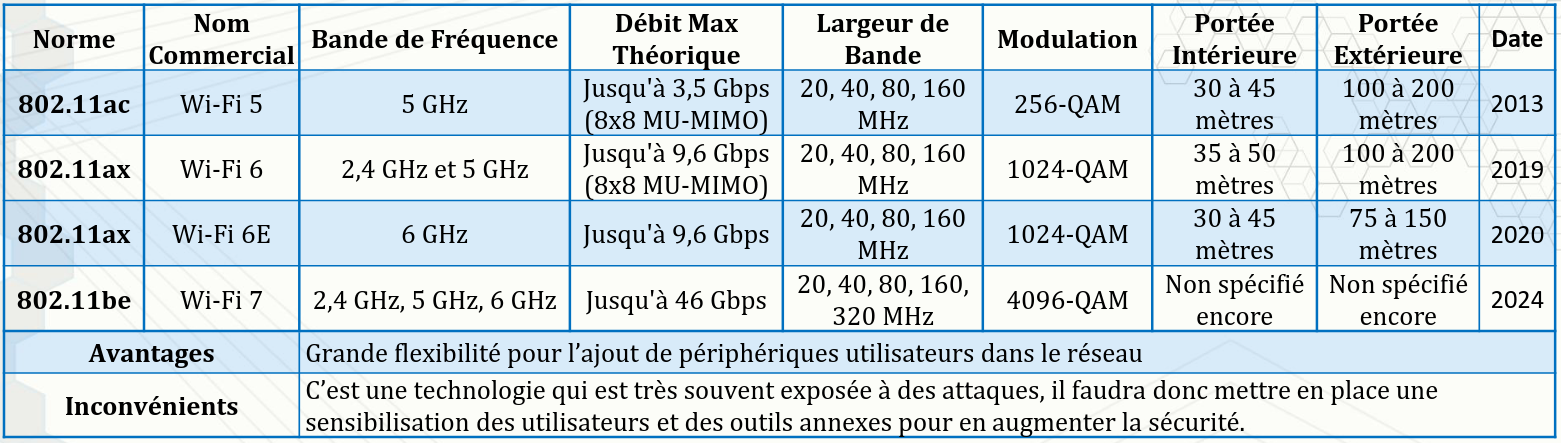 Norme Nom Commercial Bande de Fréquence Débit Max Théorique Largeur de Bande Modulation Portée Intérieure Portée Extérieure Date
802.11ac Wi-Fi 5 5 GHz Jusqu'à 3,5 Gbps (8x8 MU-MIMO) 20, 40, 80, 160 MHz 256-QAM 30 à 45 mètres 100 à 200 mètres 2013
802.11ax Wi-Fi 6 2,4 GHz et 5 GHz Jusqu'à 9,6 Gbps (8x8 MU-MIMO) 20, 40, 80, 160 MHz 1024-QAM 35 à 50 mètres 100 à 200 mètres 2019
802.11ax Wi-Fi 6E 6 GHz Jusqu'à 9,6 Gbps 20, 40, 80, 160 MHz 1024-QAM 30 à 45 mètres 75 à 150 mètres 2020
802.11be Wi-Fi 7 2,4 GHz, 5 GHz, 6 GHz Jusqu'à 46 Gbps 20, 40, 80, 160, 320 MHz 4096-QAM Non spécifié encore Non spécifié encore 2024
Avantages Grande flexibilité pour l’ajout de périphériques utilisateurs dans le réseau
Inconvénients C’est une technologie qui est très souvent exposée à des attaques, il faudra donc mettre en place une
sensibilisation des utilisateurs et des outils annexes pour en augmenter la sécurité.